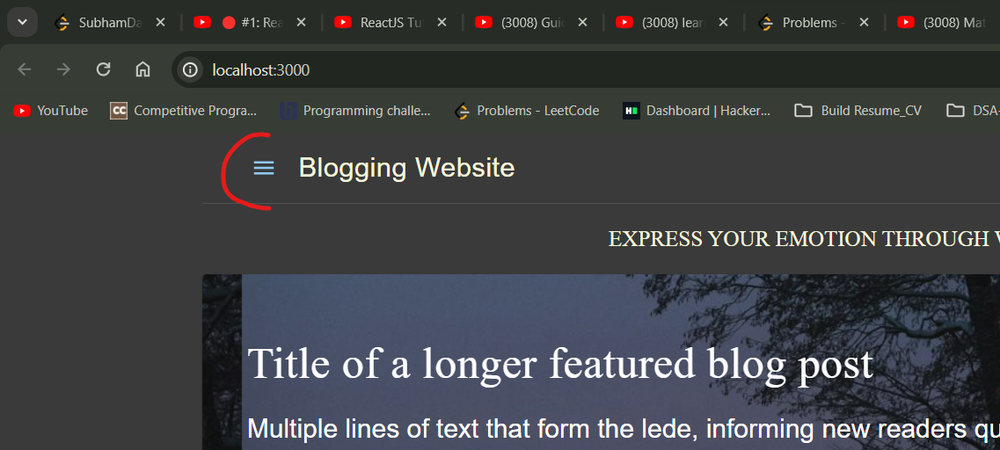 SubhamDa
#1: Rea
ReactJS Tu
(3008) Gui
(3008) lear
Problems -
(3008) Mat
localhost:3000
YouTube
CC
Competitive Progra...
Programming challe...
Problems - LeetCode
H
Dashboard | Hacker...
Build Resume_CV
DSA-
Blogging Website
EXPRESS YOUR EMOTION THROUGH
Title of a longer featured blog post
Multiple lines of text that form the lede, informing new readers qu